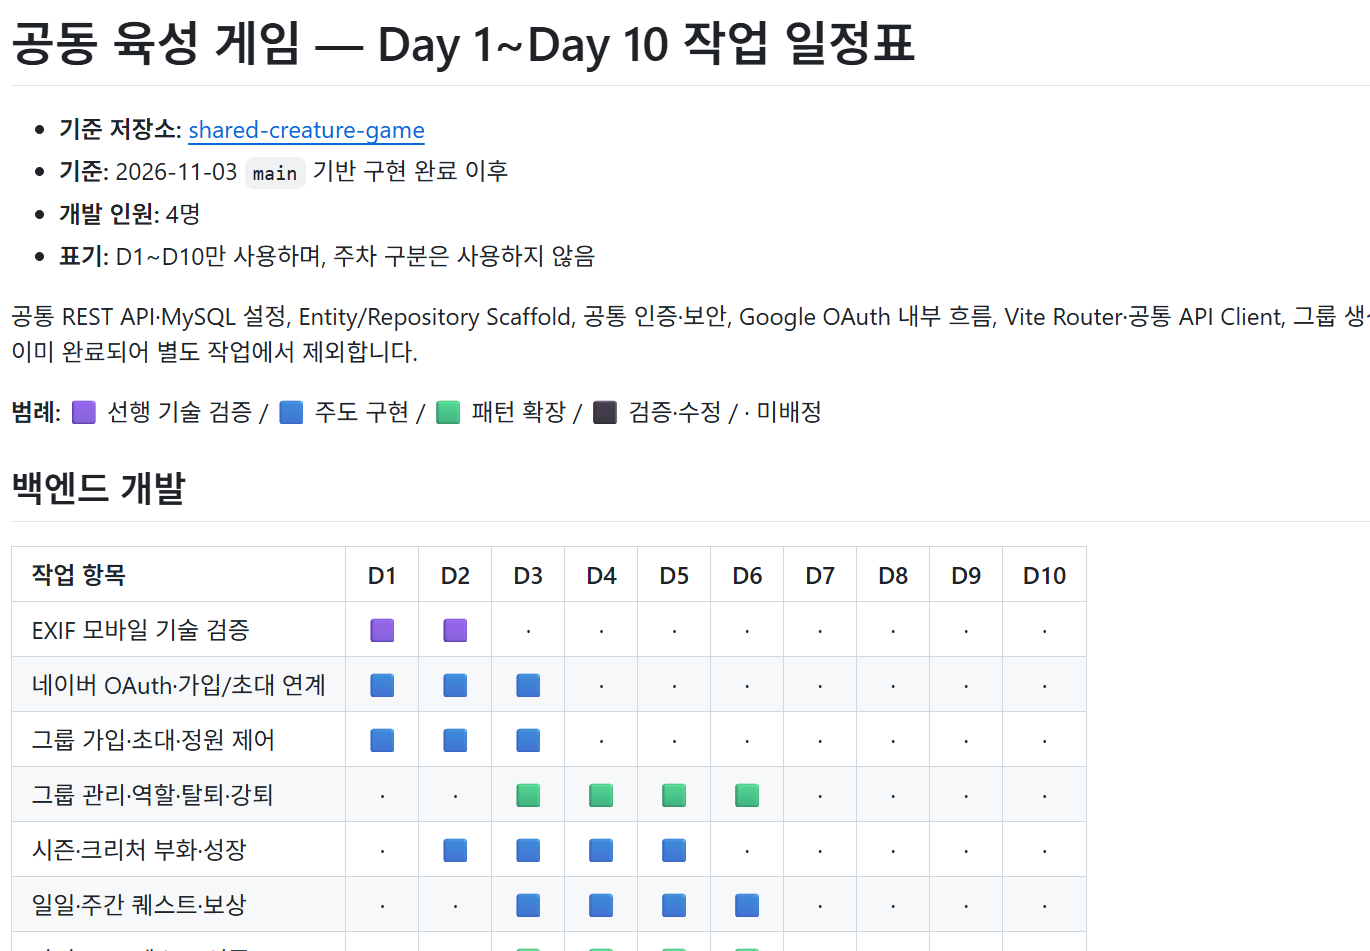 공동 육성 게임 — Day 1~Day 10 작업 일정표
기준 저장소: shared-creature-game
기준: 2026-11-03 main 기반 구현 완료 이후
개발 인원: 4명
표기: D1~D10만 사용하며, 주차 구분은 사용하지 않음
공통 REST API·MySQL 설정, Entity/Repository Scaffold, 공통 인증·보안, Google OAuth 내부 흐름, Vite Router·공통 API Client, 그룹
이미 완료되어 별도 작업에서 제외합니다.
범례: 🟪 선행 기술 검증 / 🟦 주도 구현 / 🟩 패턴 확장 / ⬛ 검증·수정 / · 미배정
백엔드 개발
작업 항목 D1 D2 D3 D4 D5 D6 D7 D8 D9 D10
EXIF 모바일 기술 검증 🟪 🟪 · · · · · · · ·
네이버 OAuth·가입/초대 연계 🟦 🟦 🟦 · · · · · · ·
그룹 가입·초대·정원 제어 🟦 🟦 🟦 · · · · · · ·
그룹 관리·역할·탈퇴·강퇴 · · 🟩 🟩 🟩 🟩 · · · ·
시즌·크리처 부화·성장 · 🟦 🟦 🟦 🟦 · · · · ·
일일·주간 퀘스트·보상 · · 🟦 🟦 🟦 🟦 · · · ·